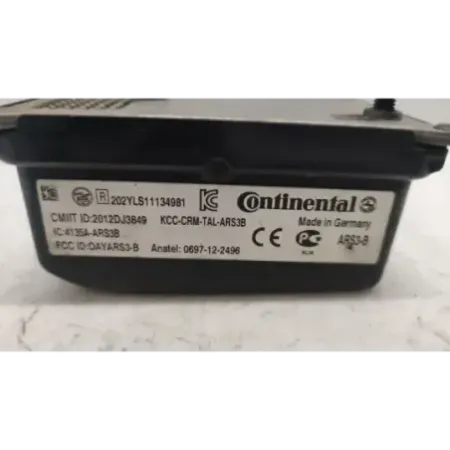 R 202YLS11134981
Continental
CMIIT ID:2012DJ3849
KCC-CRM-TAL-ARS3B
Made in Germany
IC:4135A-ARS3B
CE
ARS3-B
FCC ID:OAYARS3-B
Anatel: 0697-12-2496